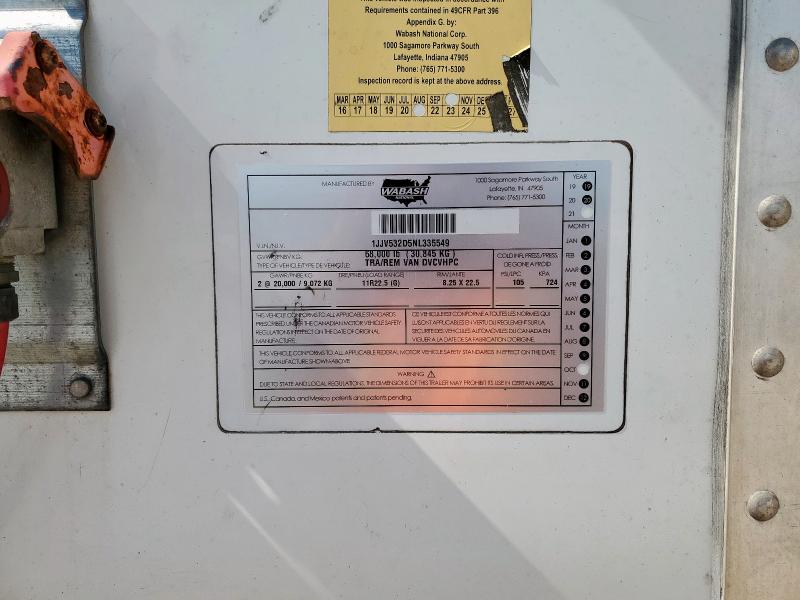 This vehicle was inspected in accordance with
Requirements contained in 49CFR Part 396
Appendix G. by:
Wabash National Corp.
1000 Sagamore Parkway South
Lafayette, Indiana 47905
Phone: (765) 771-5300
Inspection record is kept at the above address.
MAR APR MAY JUN JUL AUG SEP NOV DE
16 17 18 19 20 22 23 24 25
MANUFACTURED BY
WABASH
NATIONAL
1000 Sagamore Parkway South
Lafayette, IN 47905
Phone: (765) 771-5300
YEAR
19 19
20 20
21
MONTH
JAN 1
FEB 2
MAR 3
APR 4
MAY 5
JUN 6
JUL 7
AUG 8
SEP 9
OCT
NOV 11
DEC 12
V.I.N./N.I.V. 1JJV532D5NL335549
GVWR/PNBV KG: 68,000 lb ( 30,845 KG )
TYPE OF VEHICLE/TYPE DE VEHICLE: TRA/REM VAN DVCVHPC
GAWR/PNBE KG TIRE/PNEU (LOAD RANGE) RIM/JANTE
2 @ 20,000 / 9,072 KG 11R22.5 (G) 8.25 X 22.5
COLD INFL. PRESS/PRESS.
DE GONF. A FROID
PSI/LPC KPA
105 724
THIS VEHICLE CONFORMS TO ALL APPLICABLE STANDARDS
PRESCRIBED UNDER THE CANADIAN MOTOR VEHICLE SAFETY
REGULATIONS IN EFFECT ON THE DATE OF ORIGINAL
MANUFACTURE.
CE VEHICULE EST CONFORME A TOUTES LES NORMES QUI
LUI SONT APPLICABLES EN VERTU DU REGLEMENT SUR LA
SECURITE DES VEHICULES AUTOMOBILES DU CANADA EN
VIGUER A LA DATE DE SA FABRICATION D'ORIGINE.
THIS VEHICLE CONFORMS TO ALL APPLICABLE FEDERAL MOTOR VEHICLE SAFETY STANDARDS IN EFFECT ON THE DATE
OF MANUFACTURE SHOWN ABOVE.
WARNING
DUE TO STATE AND LOCAL REGULATIONS, THE DIMENSIONS OF THIS TRAILER MAY PROHIBIT ITS USE IN CERTAIN AREAS.
U.S. Canada, and Mexico patents and patents pending.